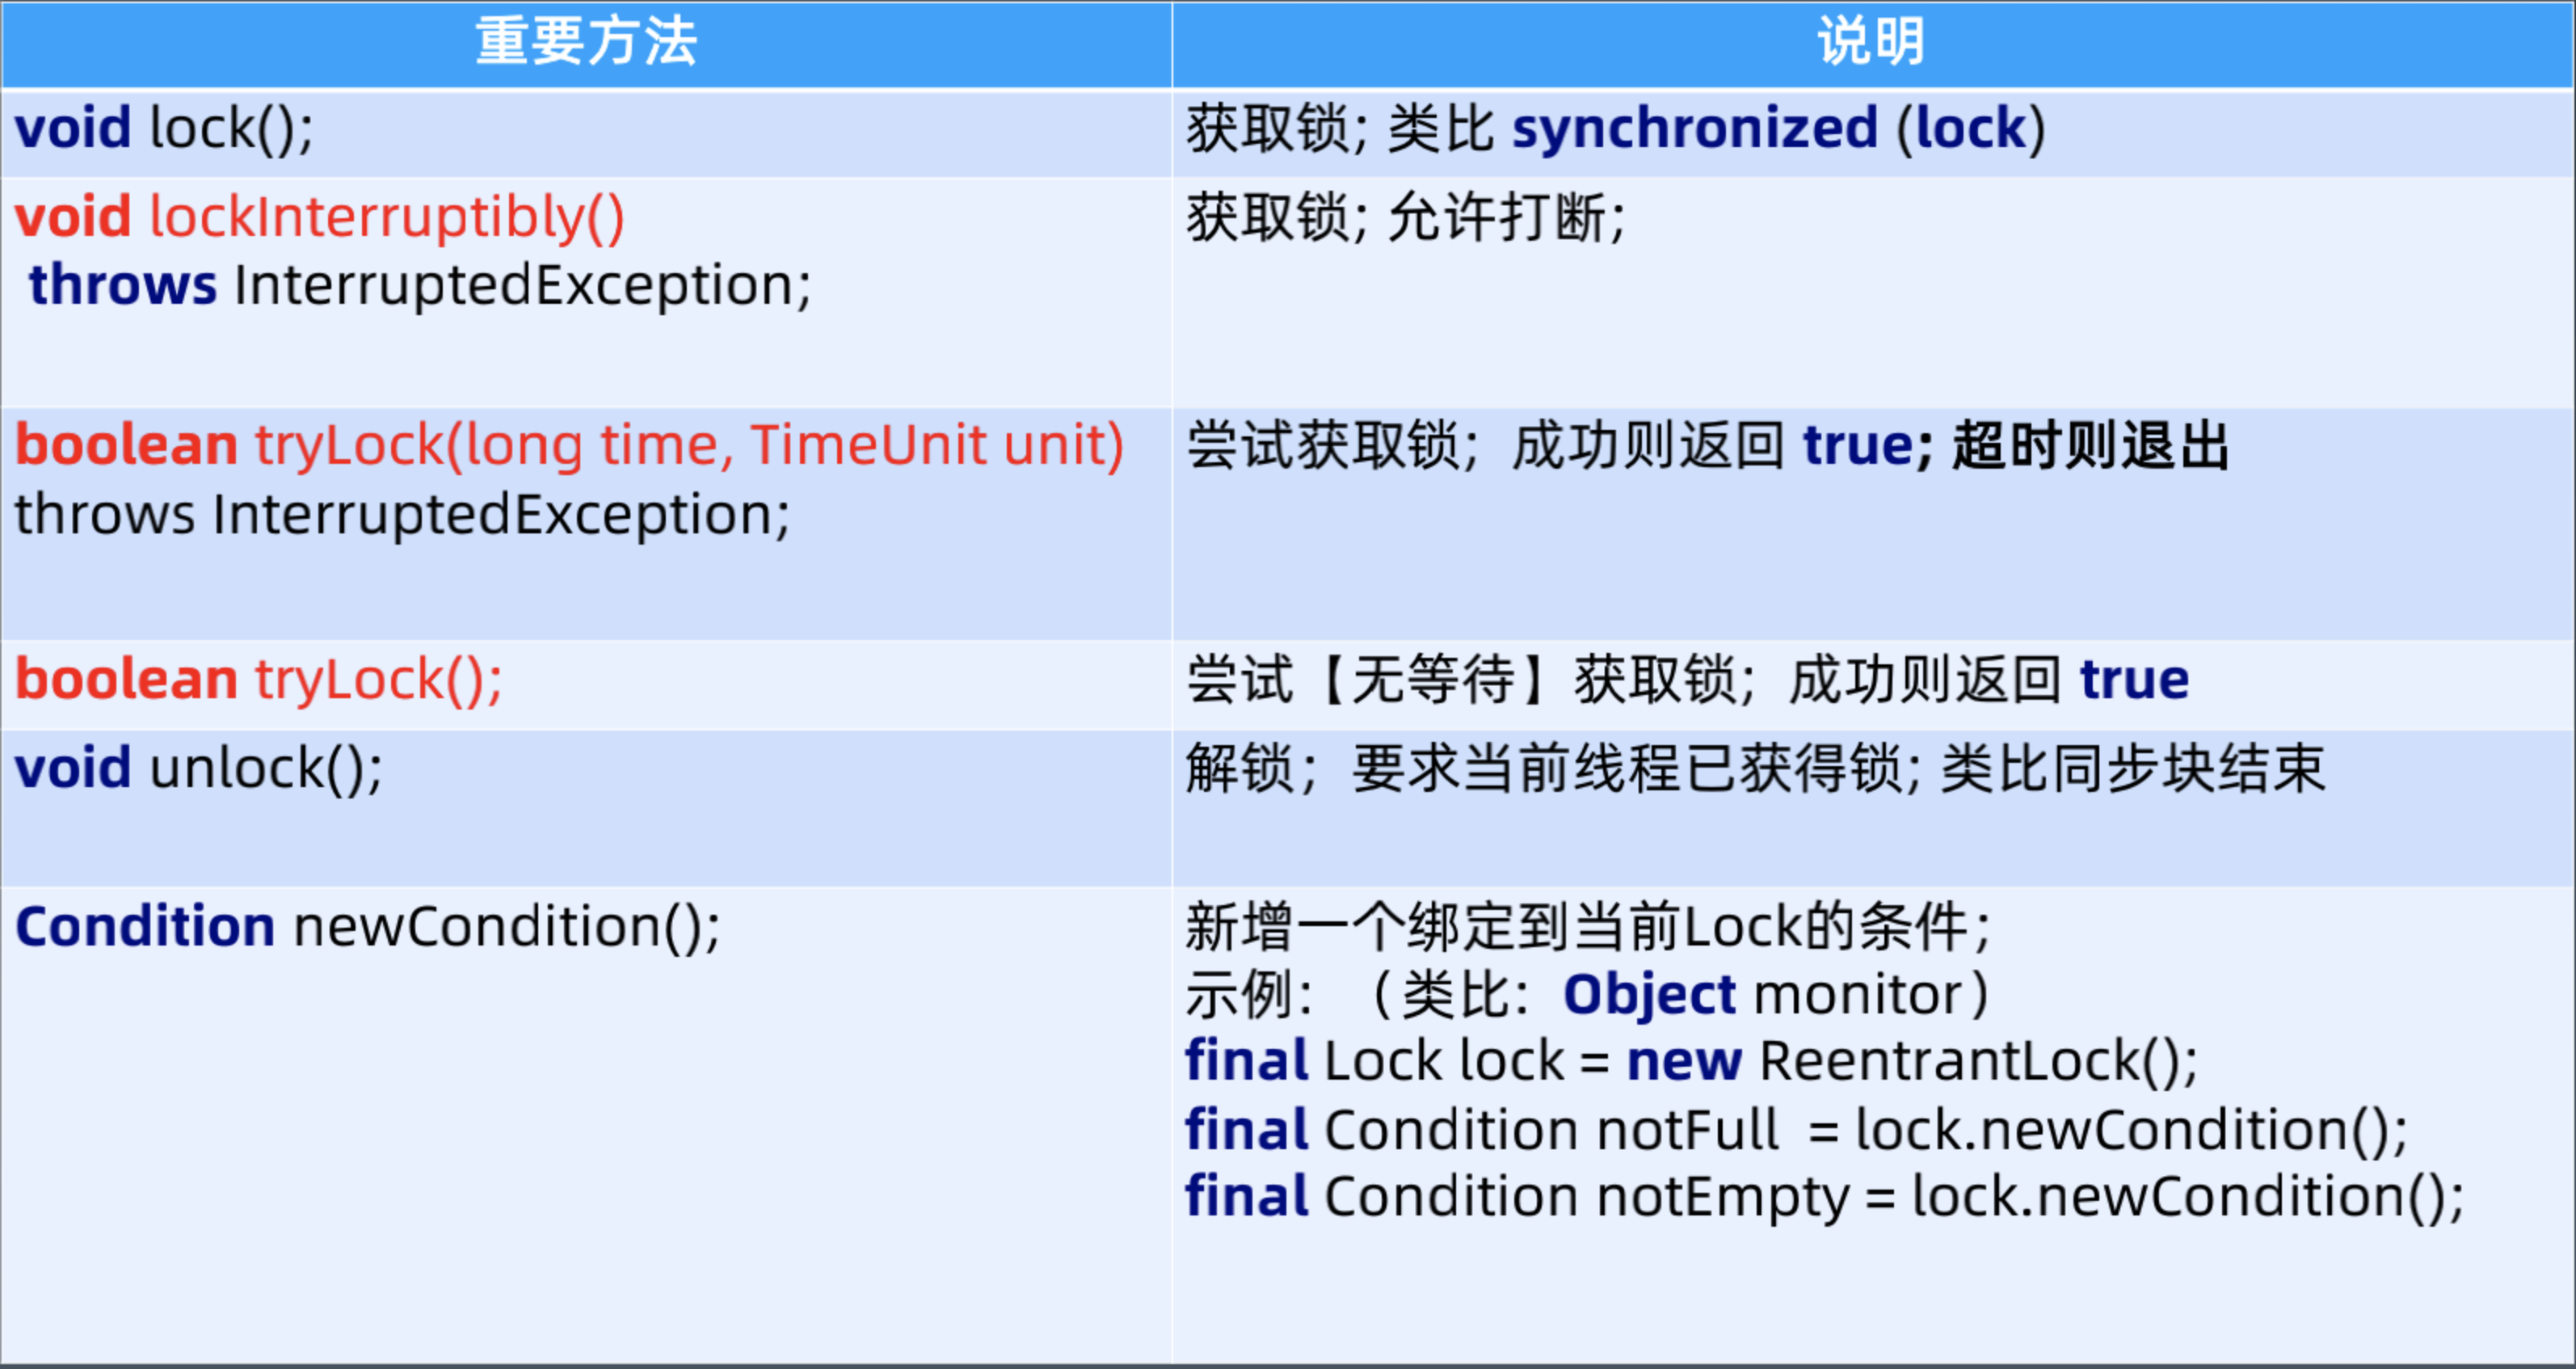 重要方法
说明
void lock();
获取锁; 类比 synchronized (lock)
void lockInterruptibly()
throws InterruptedException;
获取锁; 允许打断;
boolean tryLock(long time, TimeUnit unit)
throws InterruptedException;
尝试获取锁；成功则返回 true; 超时则退出
boolean tryLock();
尝试【无等待】获取锁；成功则返回 true
void unlock();
解锁；要求当前线程已获得锁; 类比同步块结束
Condition newCondition();
新增一个绑定到当前Lock的条件；
示例：（类比：Object monitor）
final Lock lock = new ReentrantLock();
final Condition notFull  = lock.newCondition();
final Condition notEmpty = lock.newCondition();